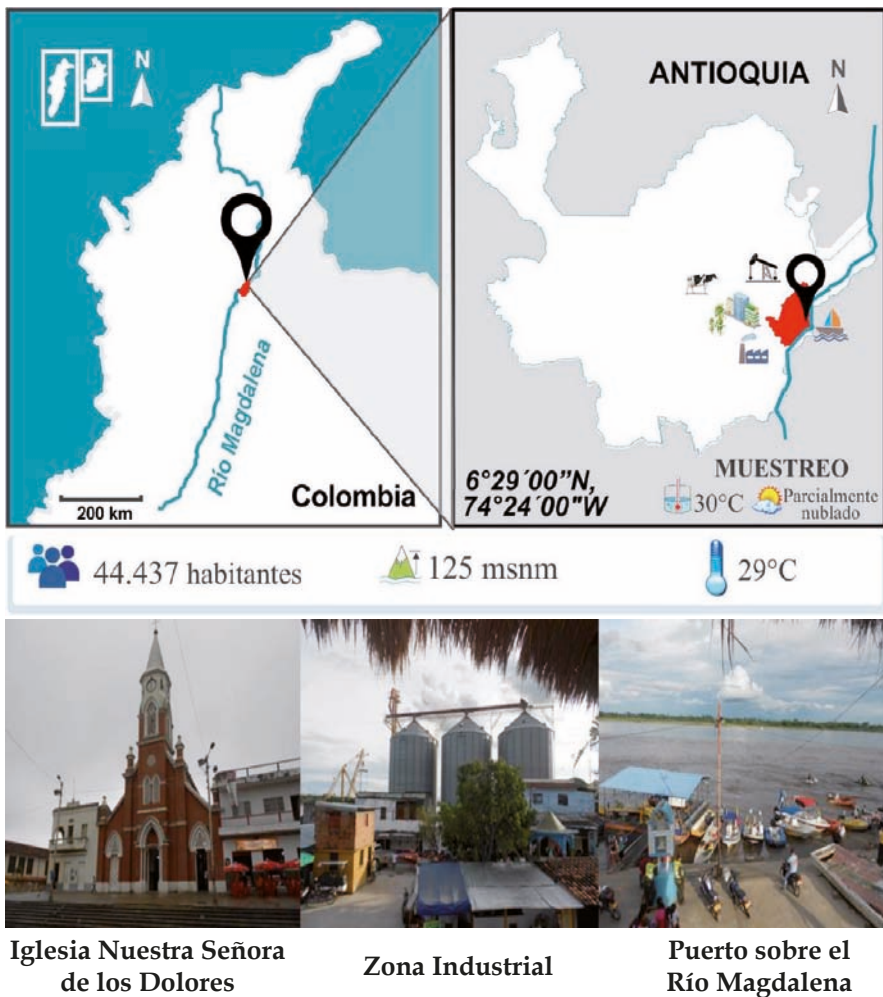 N
Río Magdalena
Colombia
200 km
ANTIOQUIA
N
6°29´00”N,
74°24´00"W
MUESTREO
30°C
Parcialmente
nublado
44.437 habitantes
125 msnm
29°C
Iglesia Nuestra Señora
de los Dolores
Zona Industrial
Puerto sobre el
Río Magdalena